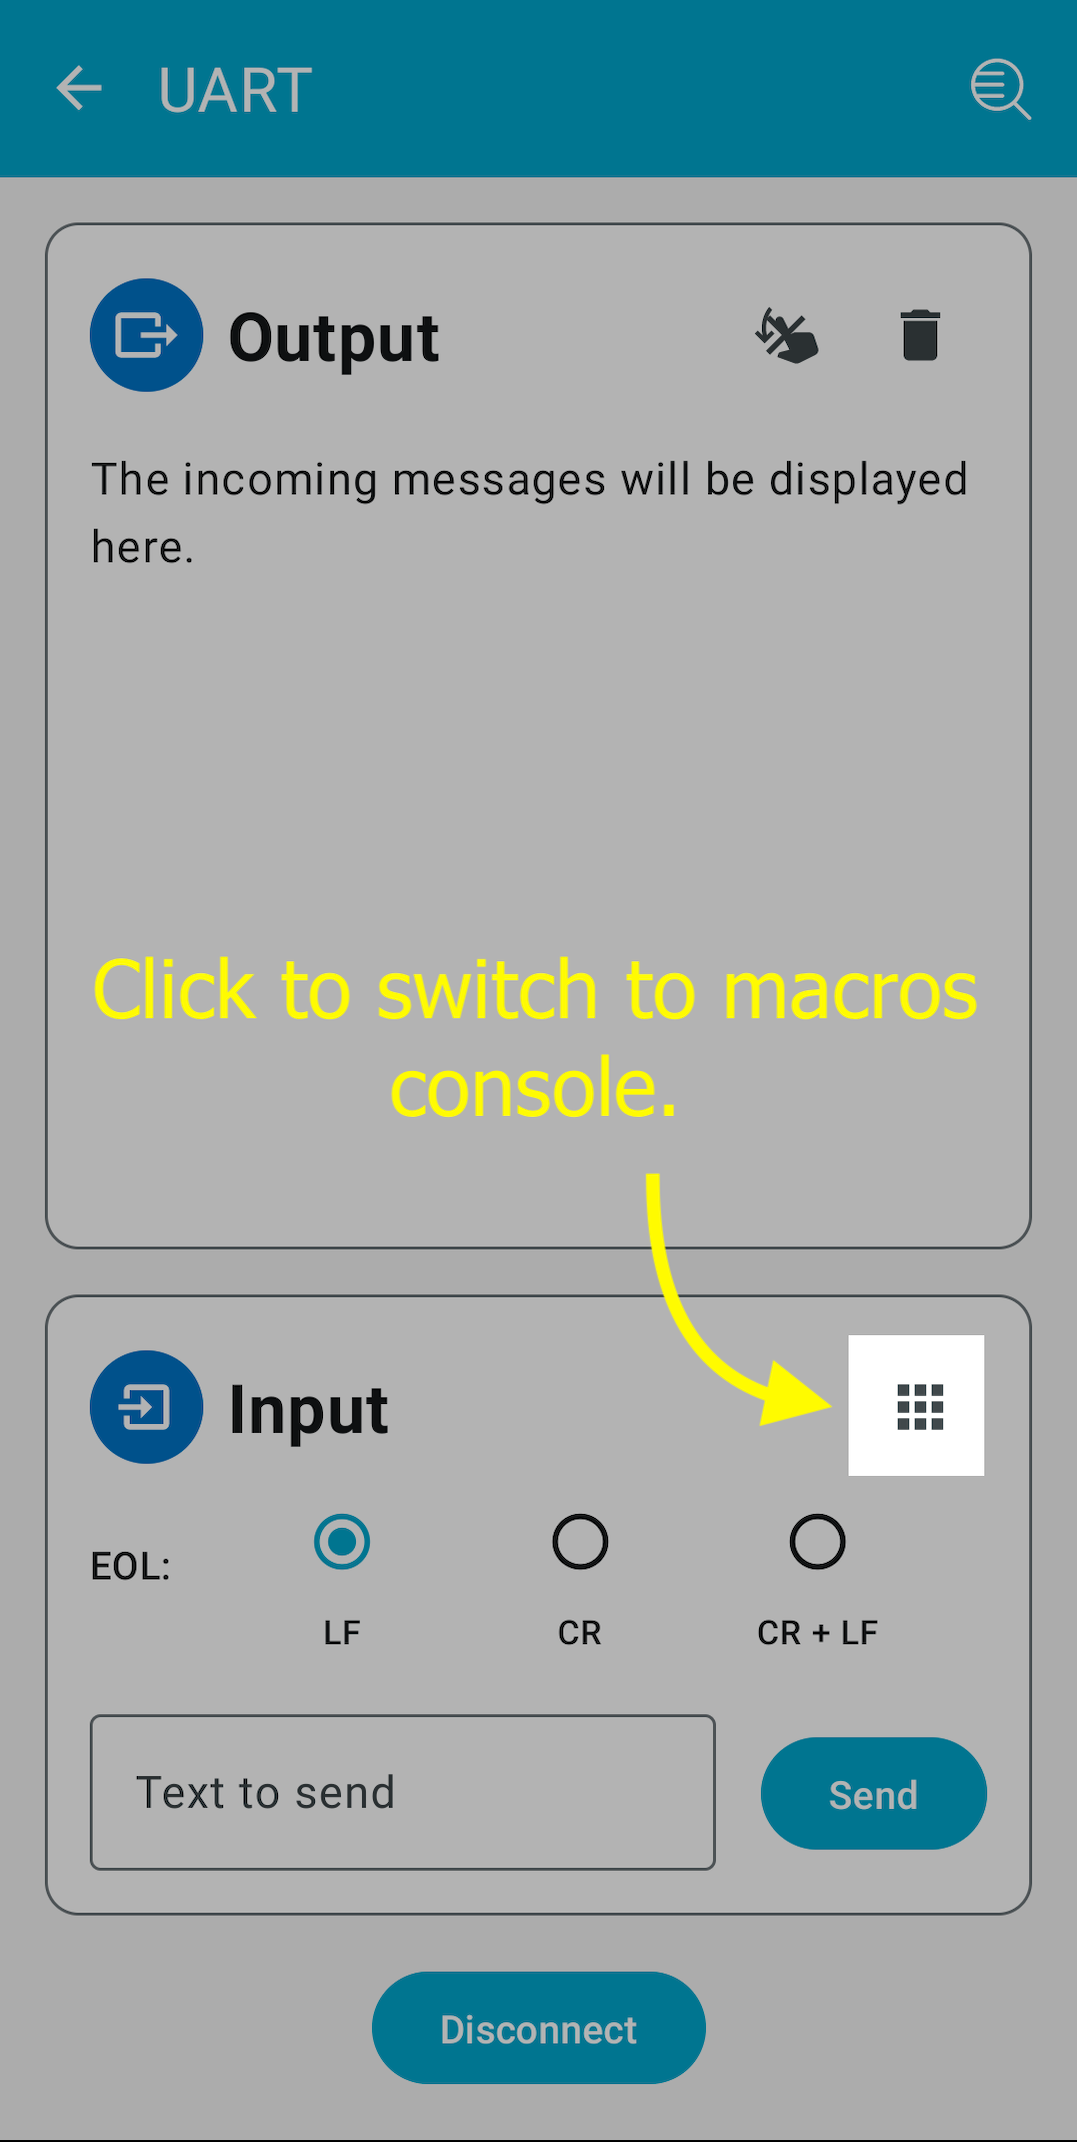 UART
Output
The incoming messages will be displayed
here.
Click to switch to macros
console.
Input
EOL:
LF
CR
CR + LF
Text to send
Send
Disconnect